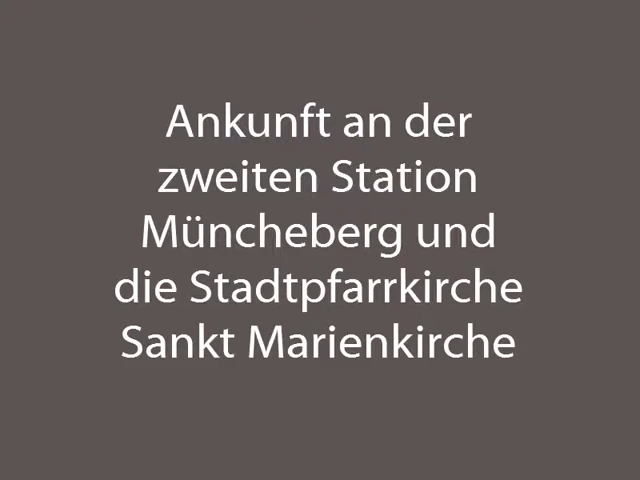 Ankunft an der
zweiten Station
Müncheberg und
die Stadtpfarrkirche
Sankt Marienkirche